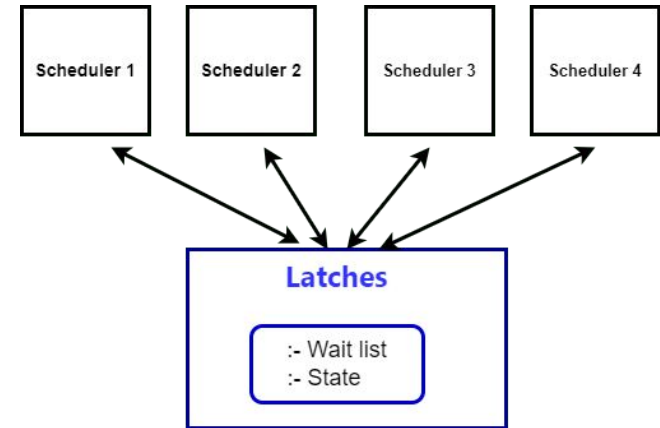 Scheduler 1
Scheduler 2
Scheduler 3
Scheduler 4
Latches
:- Wait list
:- State